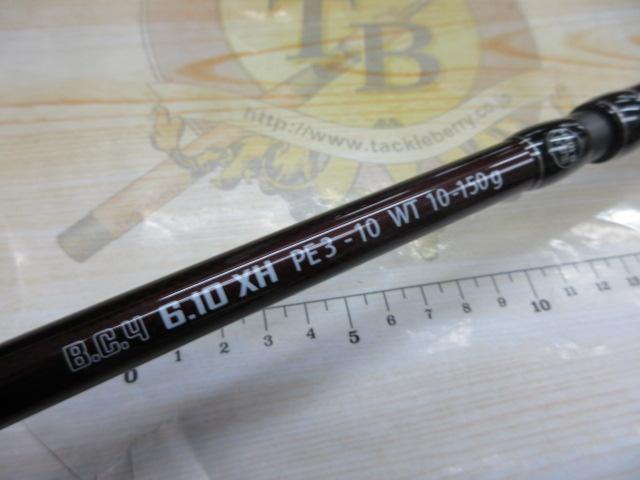 TB
http://www.tackleberry.co.jp
B.C.4 6.10 XH PE3-10 WT 10-150g
0 1 2 3 4 5 6 7 8 9 10 11 12 13